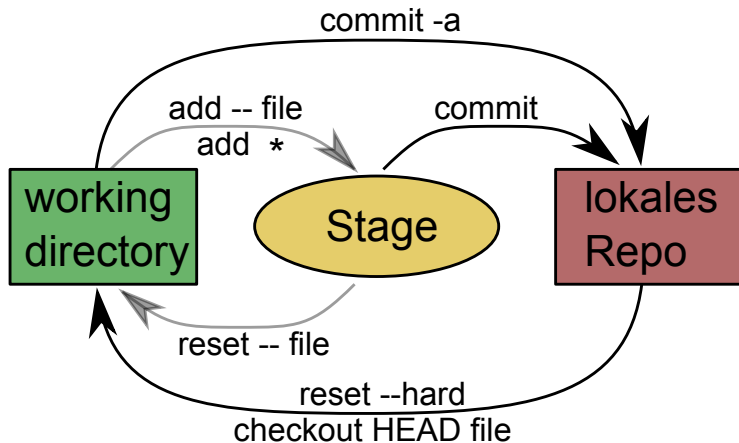 commit -a
add -- file
add *
commit
working
directory
Stage
lokales
Repo
reset -- file
reset --hard
checkout HEAD file